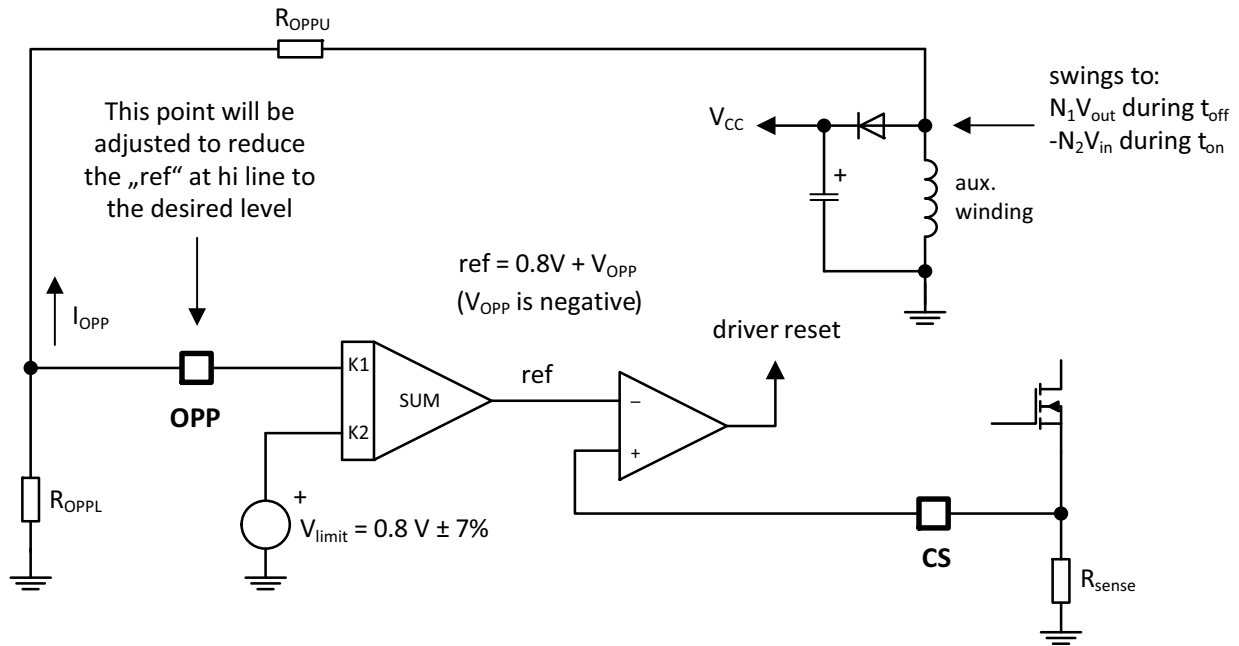 R_OPPU
This point will be
adjusted to reduce
the „ref“ at hi line to
the desired level
V_CC
swings to:
N_1V_out during t_off
-N_2V_in during t_on
+
aux.
winding
ref = 0.8V + V_OPP
(V_OPP is negative)
I_OPP
driver reset
K1
SUM
ref
–
OPP
K2
+
R_OPPL
+
V_limit = 0.8 V ± 7%
CS
R_sense